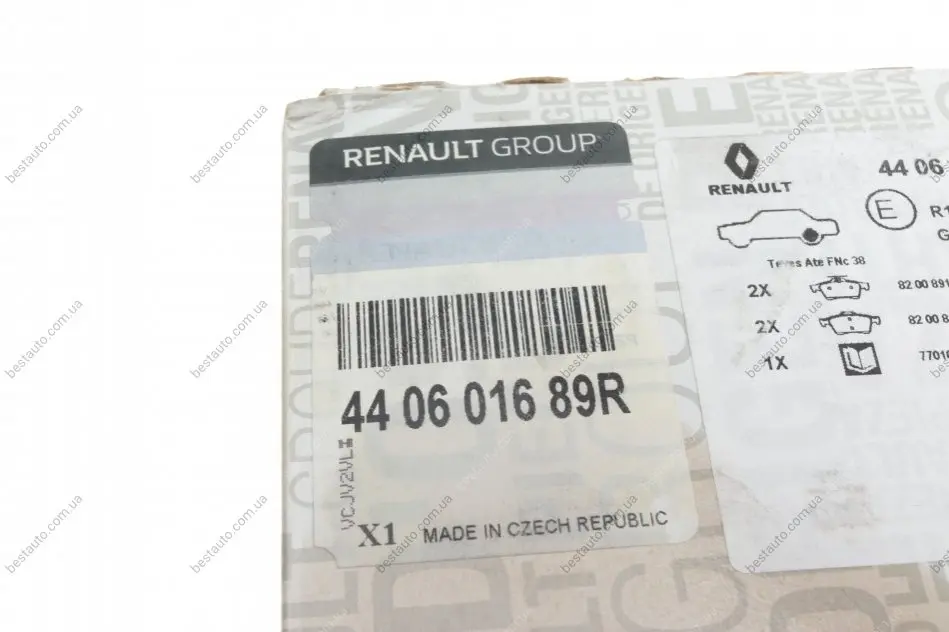 RENAULT GROUP
44 06 016 89R
VCJV2VLH
X1 MADE IN CZECH REPUBLIC
RENAULT
44 06
E
Teves Ate FNc 38
2X
82 00 891
2X
82 00 8
1X
7701
bestauto.com.ua